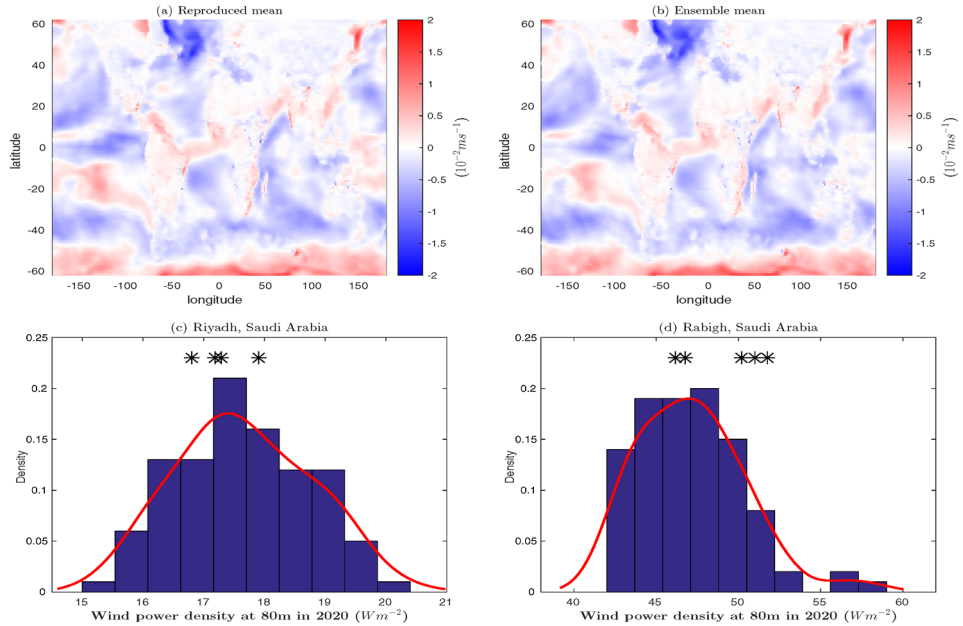 (a) Reproduced mean
60
40
20
0
-20
-40
-60
latitude
-150 -100 -50 0 50 100 150
longitude
2
1.5
1
0.5
0
-0.5
-1
-1.5
-2
(10⁻²ms⁻¹)
(b) Ensemble mean
60
40
20
0
-20
-40
-60
latitude
-150 -100 -50 0 50 100 150
longitude
2
1.5
1
0.5
0
-0.5
-1
-1.5
-2
(10⁻²ms⁻¹)
(c) Riyadh, Saudi Arabia
0.25
0.2
0.15
0.1
0.05
0
Density
15 16 17 18 19 20 21
Wind power density at 80m in 2020 (Wm⁻²)
(d) Rabigh, Saudi Arabia
0.25
0.2
0.15
0.1
0.05
0
Density
40 45 50 55 60
Wind power density at 80m in 2020 (Wm⁻²)